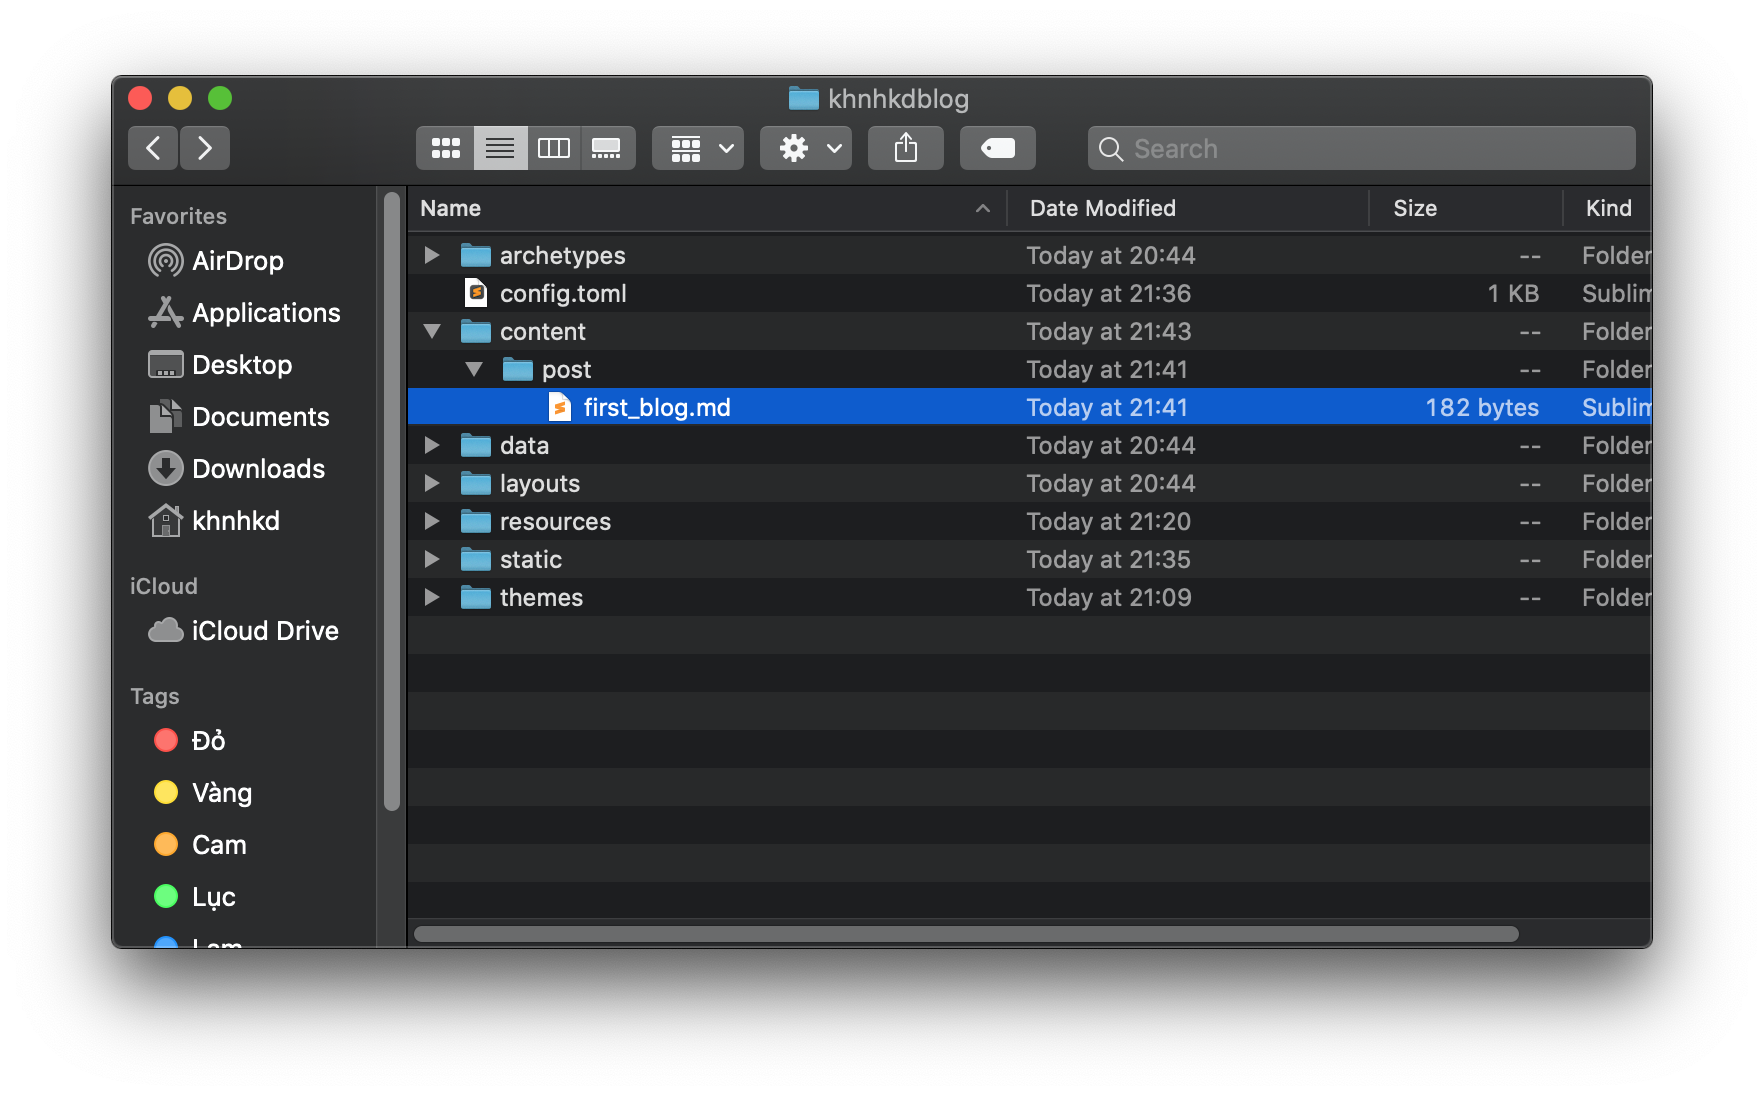 khnhkdblog
Search
Favorites
AirDrop
Applications
Desktop
Documents
Downloads
khnhkd
iCloud
iCloud Drive
Tags
Đỏ
Vàng
Cam
Lục
Lam
Name Date Modified Size Kind
archetypes Today at 20:44 -- Folder
config.toml Today at 21:36 1 KB Sublim
content Today at 21:43 -- Folder
post Today at 21:41 -- Folder
first_blog.md Today at 21:41 182 bytes Sublim
data Today at 20:44 -- Folder
layouts Today at 20:44 -- Folder
resources Today at 21:20 -- Folder
static Today at 21:35 -- Folder
themes Today at 21:09 -- Folder